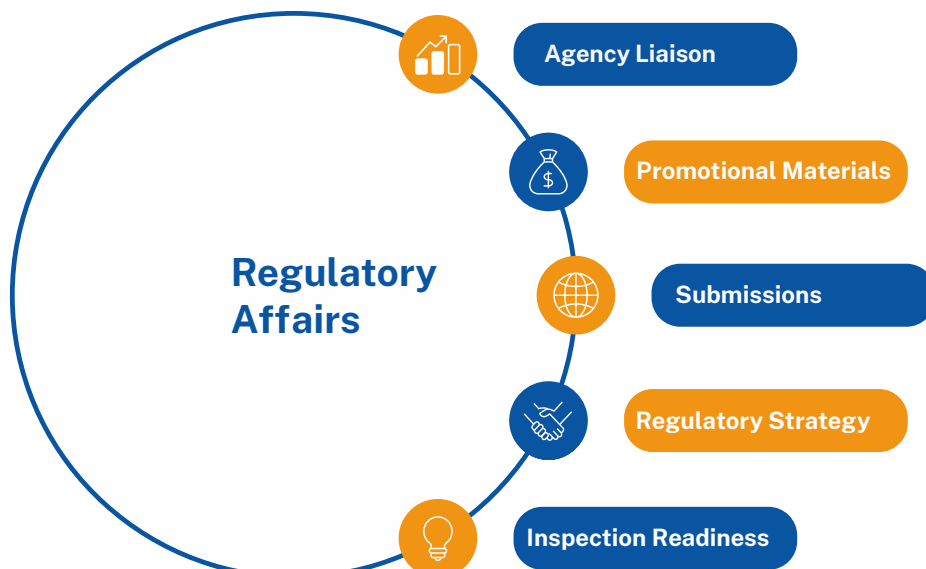 Agency Liaison
Promotional Materials
$
Regulatory
Affairs
Submissions
Regulatory Strategy
Inspection Readiness